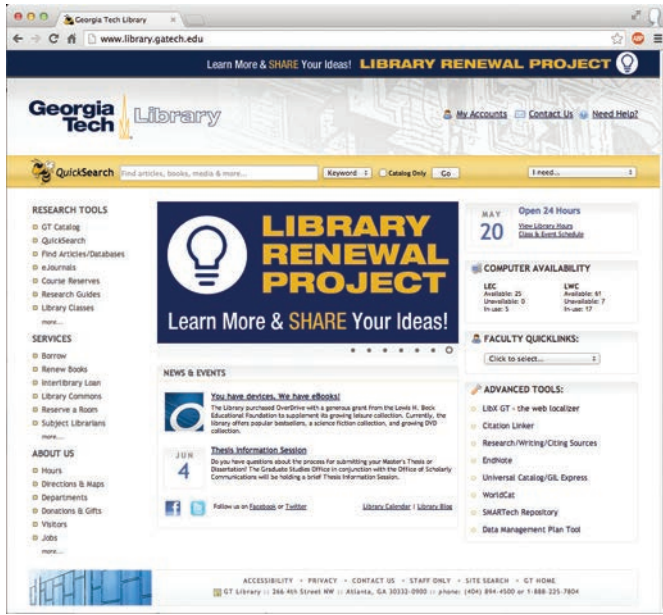 Georgia Tech Library
www.library.gatech.edu
Learn More & SHARE Your Ideas! LIBRARY RENEWAL PROJECT
Georgia Tech Library
My Accounts Contact Us Need Help?
QuickSearch Find articles, books, media & more... Keyword Catalog Only Go I need...
RESEARCH TOOLS
GT Catalog
QuickSearch
Find Articles/Databases
eJournals
Course Reserves
Research Guides
Library Classes
more...
SERVICES
Borrow
Renew Books
Interlibrary Loan
Library Commons
Reserve a Room
Subject Librarians
more...
ABOUT US
Hours
Directions & Maps
Departments
Donations & Gifts
Visitors
Jobs
more...
LIBRARY
RENEWAL
PROJECT
Learn More & SHARE Your Ideas!
NEWS & EVENTS
You have devices. We have eBooks!
The Library purchased OverDrive with a generous grant from the Lewis H. Beck
Educational Foundation to supplement its growing leisure collection. Currently, the
library offers popular bestsellers, a science fiction collection, and growing DVD
collection.
JUN
4
Thesis Information Session
Do you have questions about the process for submitting your Master's Thesis or
Dissertation? The Graduate Studies Office in conjunction with the Office of Scholarly
Communications will be holding a brief Thesis Information Session.
Follow us on Facebook or Twitter Library Calendar | Library Blog
MAY
20
Open 24 Hours
View Library Hours
Class & Event Schedule
COMPUTER AVAILABILITY
LEC
Available: 25
Unavailable: 0
In-use: 5
LWC
Available: 61
Unavailable: 7
In-use: 15
FACULTY QUICKLINKS:
Click to select...
ADVANCED TOOLS:
LibX GT - the web localizer
Citation Linker
Research/Writing/Citing Sources
EndNote
Universal Catalog/GIL Express
WorldCat
SMARTech Repository
Data Management Plan Tool
ACCESSIBILITY • PRIVACY • CONTACT US • STAFF ONLY • SITE SEARCH • GT HOME
GT Library :: 266 4th Street NW :: Atlanta, GA 30332-0900 :: phone: (404) 894-4500 or 1-888-225-7804